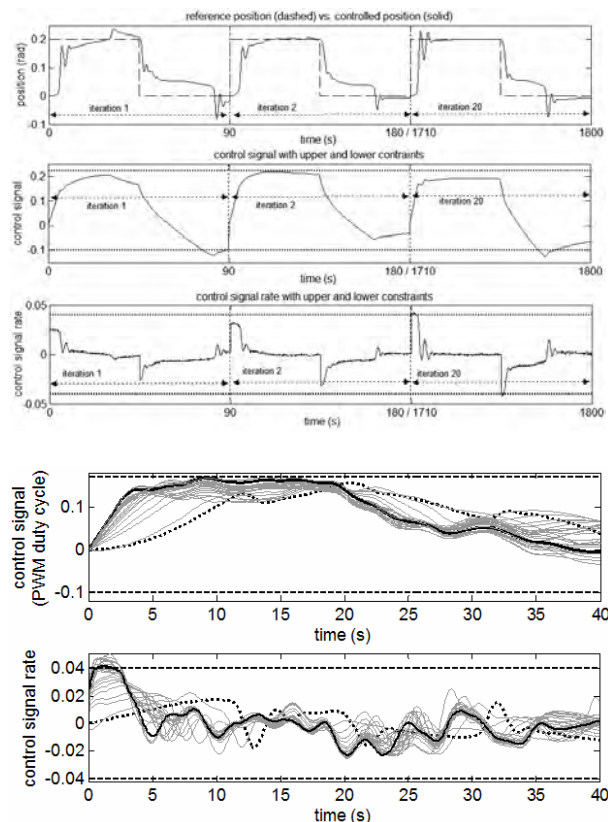 reference position (dashed) vs. controlled position (solid)
position (rad)
0.2
0.1
0
-0.1
iteration 1
iteration 2
iteration 20
0
90
180 / 1710
1800
time (s)
time (s)
control signal with upper and lower contraints
control signal
0.2
0.1
0
-0.1
iteration 1
iteration 2
iteration 20
0
90
180 / 1710
1800
time (s)
time (s)
control signal rate with upper and lower constraints
control signal rate
0.05
0
-0.05
iteration 1
iteration 2
iteration 20
0
90
180 / 1710
1800
time (s)
time (s)
control signal
(PWM duty cycle)
0.1
0
-0.1
0 5 10 15 20 25 30 35 40
time (s)
control signal rate
0.04
0.02
0
-0.02
-0.04
0 5 10 15 20 25 30 35 40
time (s)